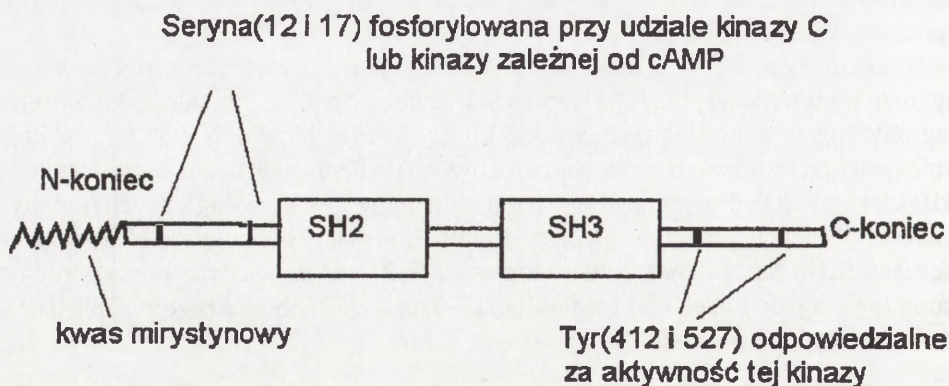 Seryna(12 i 17) fosforylowana przy udziale kinazy C
lub kinazy zależnej od cAMP
N-koniec
SH2
SH3
C-koniec
kwas mirystynowy
Tyr(412 i 527) odpowiedzialne
za aktywność tej kinazy